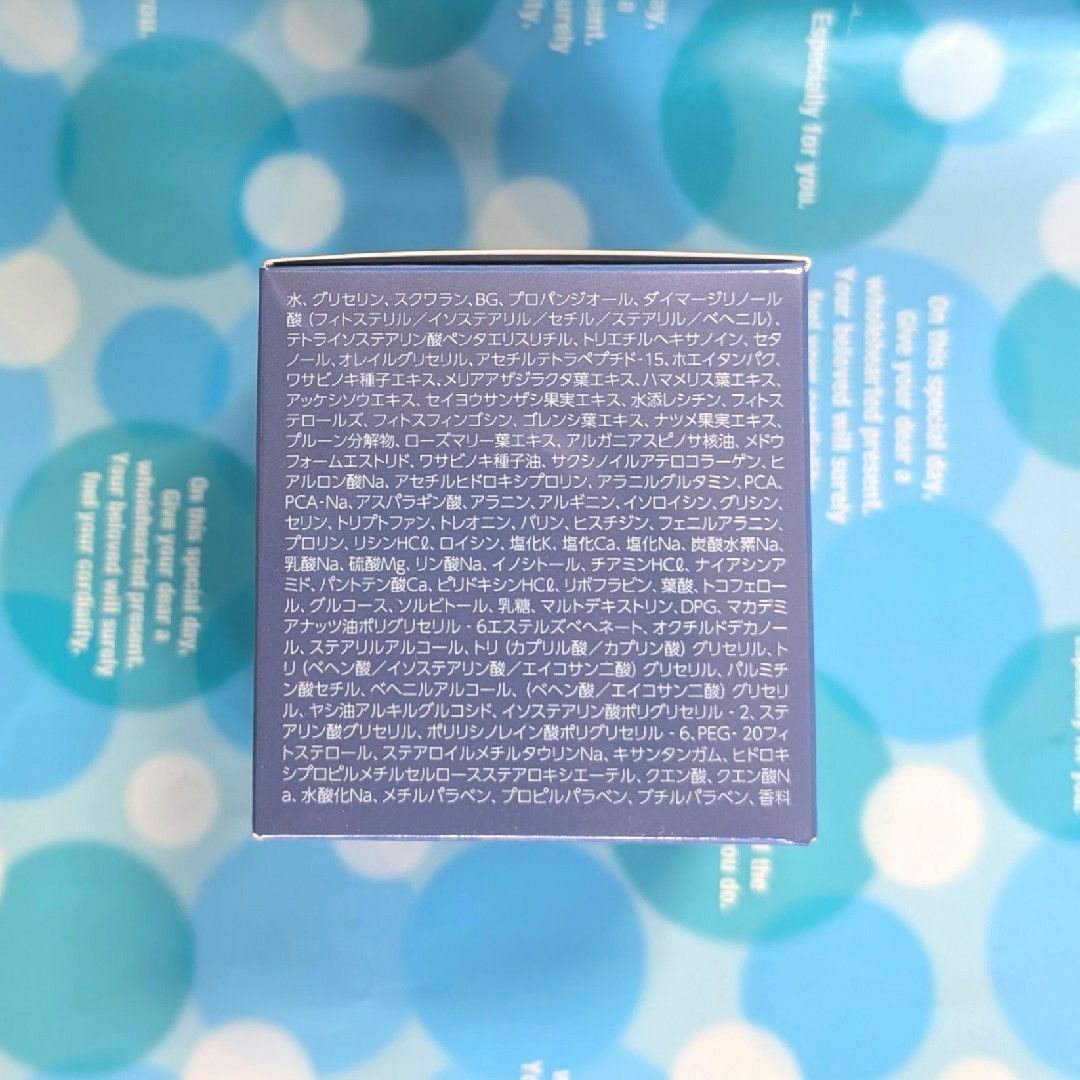 水、グリセリン、スクワラン、BG、プロパンジオール、ダイマージリノール
酸（フィトステリル／イソステアリル／セチル／ステアリル／ベヘニル）、
テトライソステアリン酸ペンタエリスリチル、トリエチルヘキサノイン、セタ
ノール、オレイルグリセリル、アセチルテトラペプチド-15、ホエイタンパク、
ワサビノキ種子エキス、メリアアザジラクタ葉エキス、ハマメリス葉エキス、
アッケシソウエキス、セイヨウサンザシ果実エキス、水添レシチン、フィトス
テロールズ、フィトスフィンゴシン、ゴレンシ葉エキス、ナツメ果実エキス、
プルーン分解物、ローズマリー葉エキス、アルガニアスピノサ核油、メドウ
フォームエストリド、ワサビノキ種子油、サクシノイルアテロコラーゲン、ヒ
アルロン酸Na、アセチルヒドロキシプロリン、アラニルグルタミン、PCA、
PCA-Na、アスパラギン酸、アラニン、アルギニン、イソロイシン、グリシン、
セリン、トリプトファン、トレオニン、バリン、ヒスチジン、フェニルアラニン、
プロリン、リシンHCℓ、ロイシン、塩化K、塩化Ca、塩化Na、炭酸水素Na、
乳酸Na、硫酸Mg、リン酸Na、イノシトール、チアミンHCℓ、ナイアシンア
ミド、パントテン酸Ca、ピリドキシンHCℓ、リボフラビン、葉酸、トコフェロー
ル、グルコース、ソルビトール、乳糖、マルトデキストリン、DPG、マカデミ
アナッツ油ポリグリセリル‐6エステルズベヘネート、オクチルドデカノー
ル、ステアリルアルコール、トリ（カプリル酸／カプリン酸）グリセリル、ト
リ（ベヘン酸／イソステアリン酸／エイコサン二酸）グリセリル、パルミチ
ン酸セチル、ベヘニルアルコール、（ベヘン酸／エイコサン二酸）グリセリ
ル、ヤシ油アルキルグルコシド、イソステアリン酸ポリグリセリル‐2、ステ
アリン酸グリセリル、ポリリシノレイン酸ポリグリセリル‐6、PEG-20フィ
トステロール、ステアロイルメチルタウリンNa、キサンタンガム、ヒドロキ
シプロピルメチルセルロースステアロキシエーテル、クエン酸、クエン酸N
a、水酸化Na、メチルパラベン、プロピルパラベン、ブチルパラベン、香料
Especially for you.
On this special day,
Give your dear a
wholehearted present.
Your beloved will surely
On this special day,
Give your dear a
wholehearted present.
Your beloved will surely
feel your cordiality.